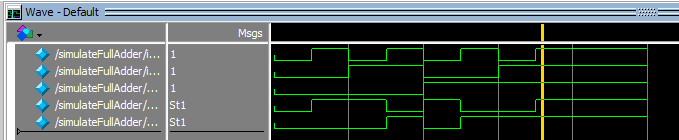 Wave - Default
Msgs
/simulateFullAdder/i... 1
/simulateFullAdder/i... 1
/simulateFullAdder/... 1
/simulateFullAdder/... St1
/simulateFullAdder/... St1